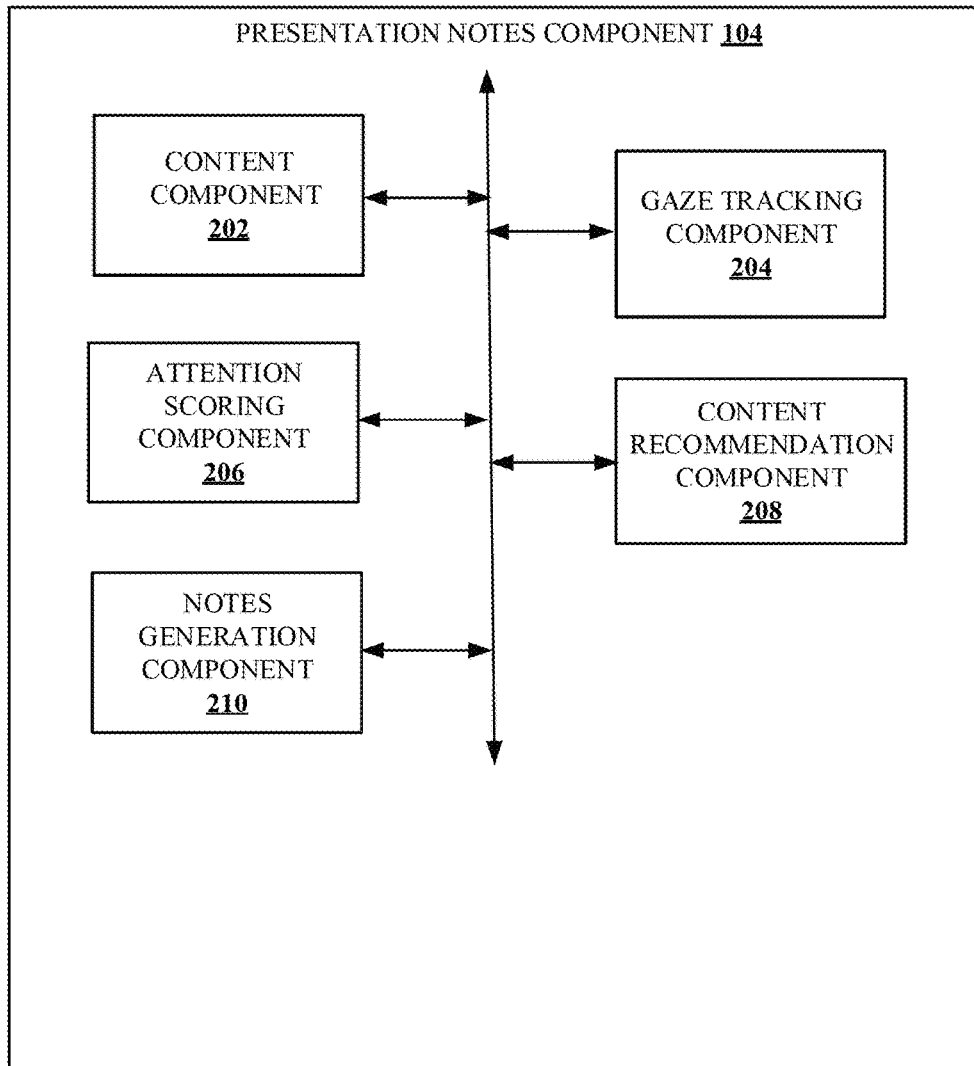 PRESENTATION NOTES COMPONENT 104
CONTENT
COMPONENT
202
GAZE TRACKING
COMPONENT
204
ATTENTION
SCORING
COMPONENT
206
CONTENT
RECOMMENDATION
COMPONENT
208
NOTES
GENERATION
COMPONENT
210